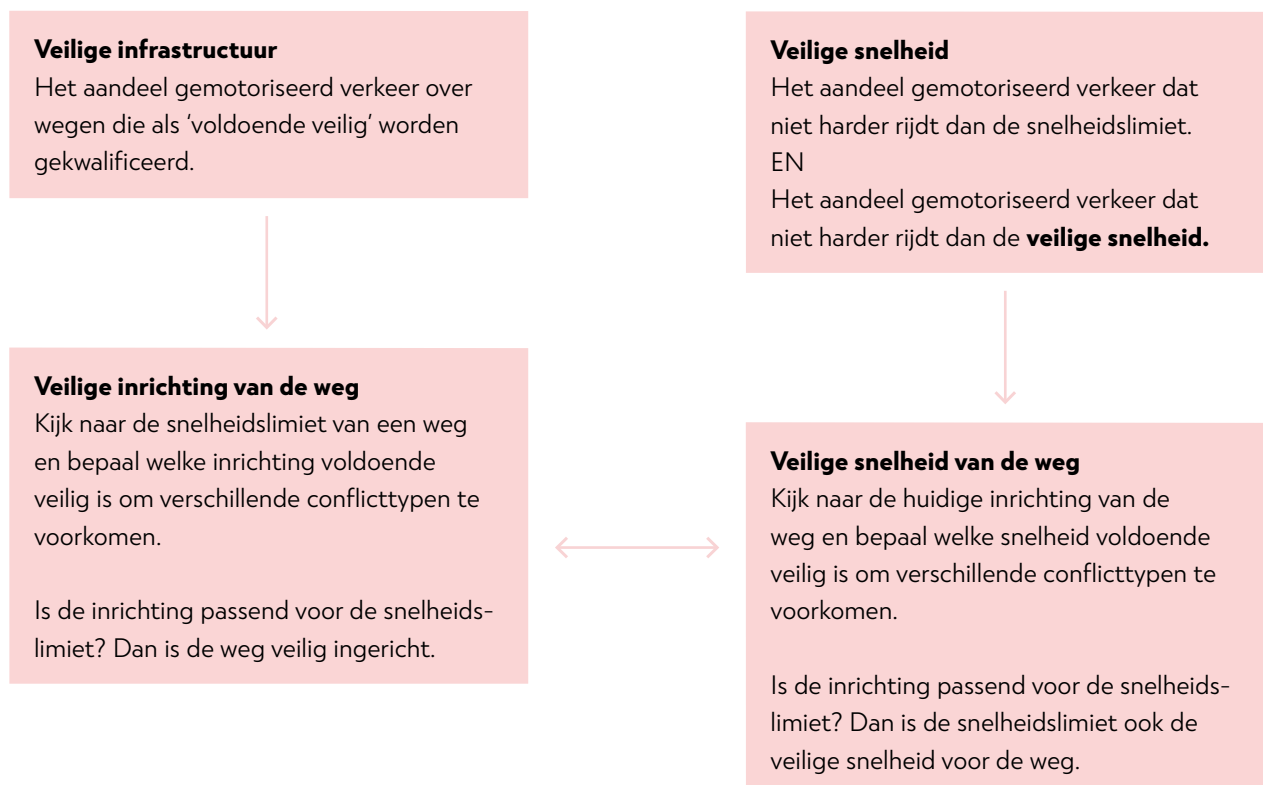 Veilige infrastructuur
Het aandeel gemotoriseerd verkeer over
wegen die als ‘voldoende veilig’ worden
gekwalificeerd.
Veilige snelheid
Het aandeel gemotoriseerd verkeer dat
niet harder rijdt dan de snelheidslimiet.
EN
Het aandeel gemotoriseerd verkeer dat
niet harder rijdt dan de veilige snelheid.
Veilige inrichting van de weg
Kijk naar de snelheidslimiet van een weg
en bepaal welke inrichting voldoende
veilig is om verschillende conflicttypen te
voorkomen.
Is de inrichting passend voor de snelheids-
limiet? Dan is de weg veilig ingericht.
Veilige snelheid van de weg
Kijk naar de huidige inrichting van de
weg en bepaal welke snelheid voldoende
veilig is om verschillende conflicttypen te
voorkomen.
Is de inrichting passend voor de snelheids-
limiet? Dan is de snelheidslimiet ook de
veilige snelheid voor de weg.